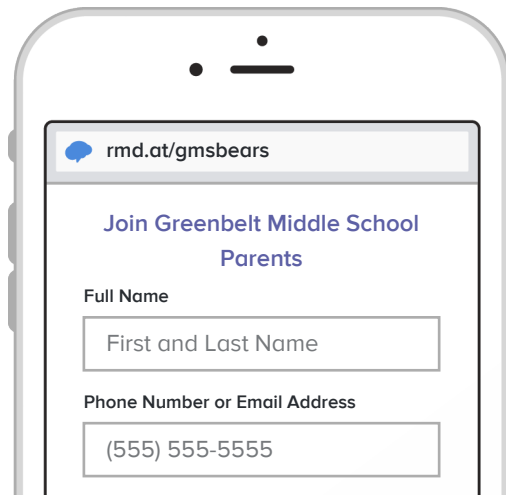 rmd.at/gmsbears
Join Greenbelt Middle School
Parents
Full Name
First and Last Name
Phone Number or Email Address
(555) 555-5555